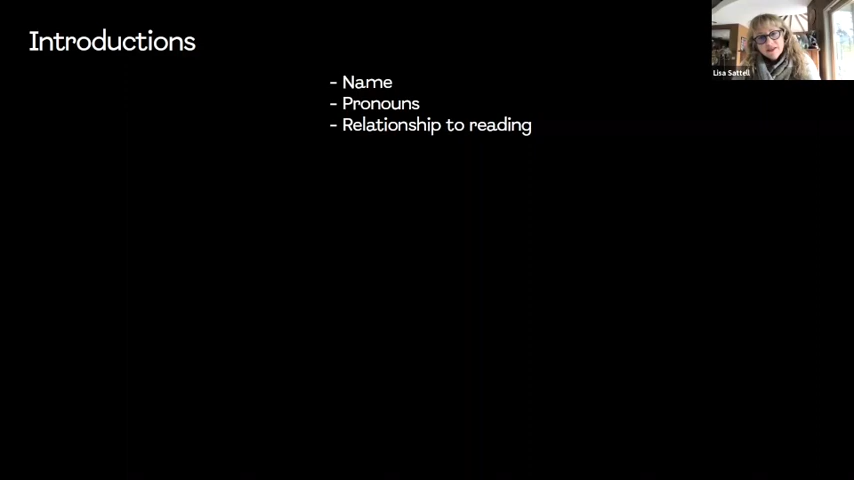 Introductions
- Name
- Pronouns
- Relationship to reading
Lisa Sattell